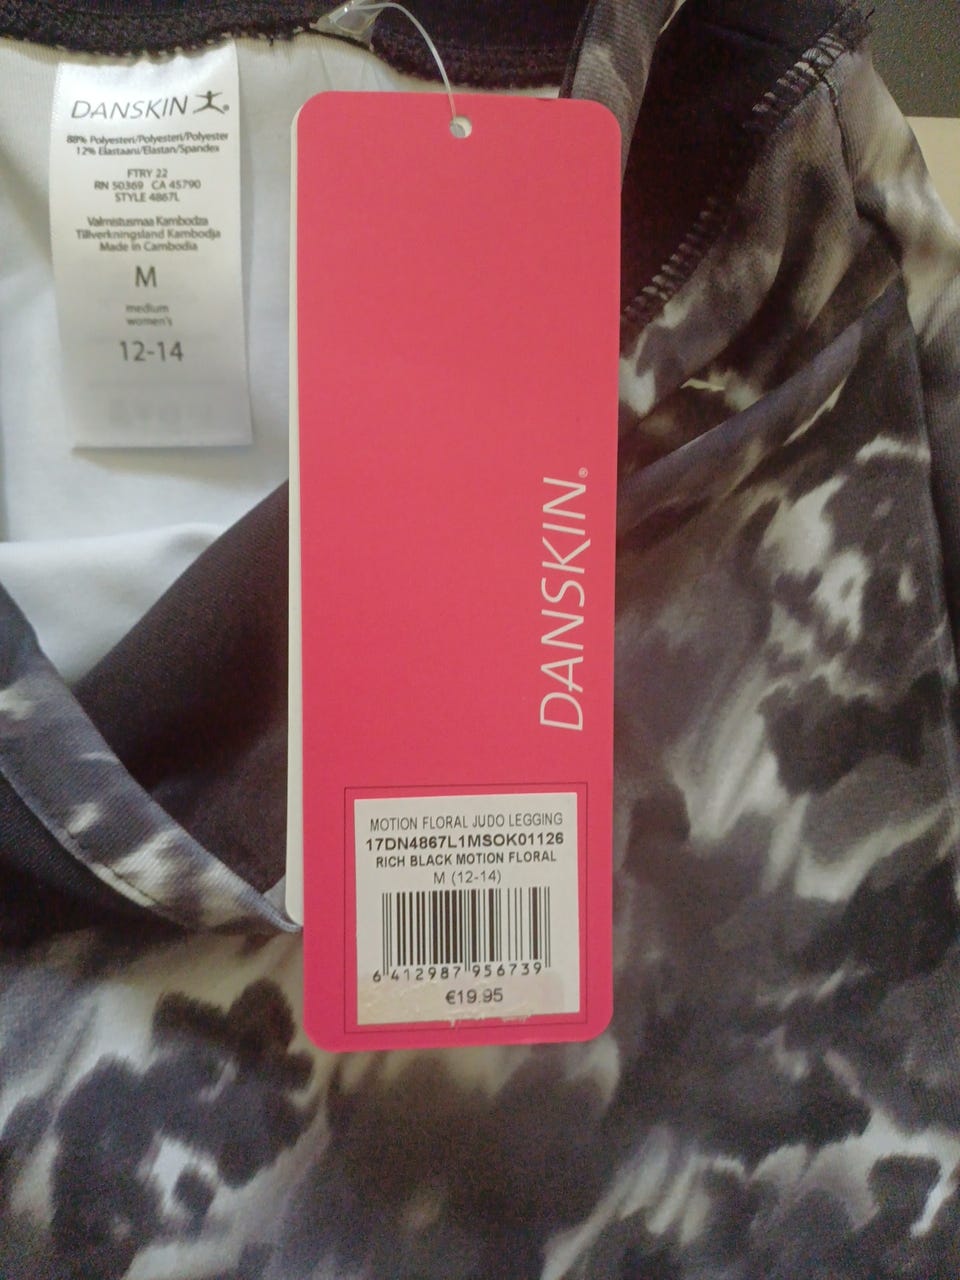 DANSKIN
88% Polyesteri/Polyester/Polyester
12% Elastaani/Elastan/Spandex
FTRY 22
RN 50369 CA 45790
STYLE 4867L
Valmistusmaa Kambodza
Tillverkningsland Kambodja
Made in Cambodia
M
medium
women's
12-14
DANSKIN®
MOTION FLORAL JUDO LEGGING
17DN4867L1MSOK01126
RICH BLACK MOTION FLORAL
M (12-14)
6 412987 956739
€19.95